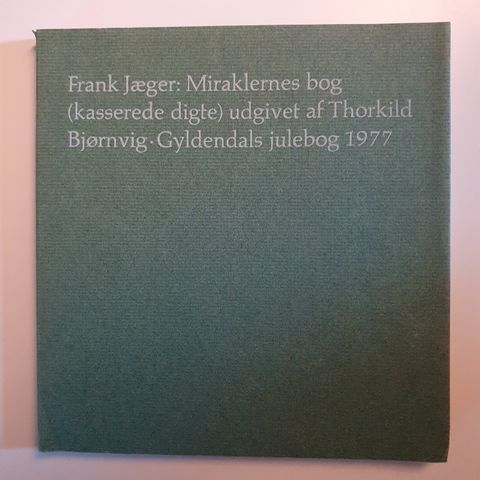 Frank Jæger: Miraklernes bog
(kasserede digte) udgivet af Thorkild
Bjørnvig · Gyldendals julebog 1977